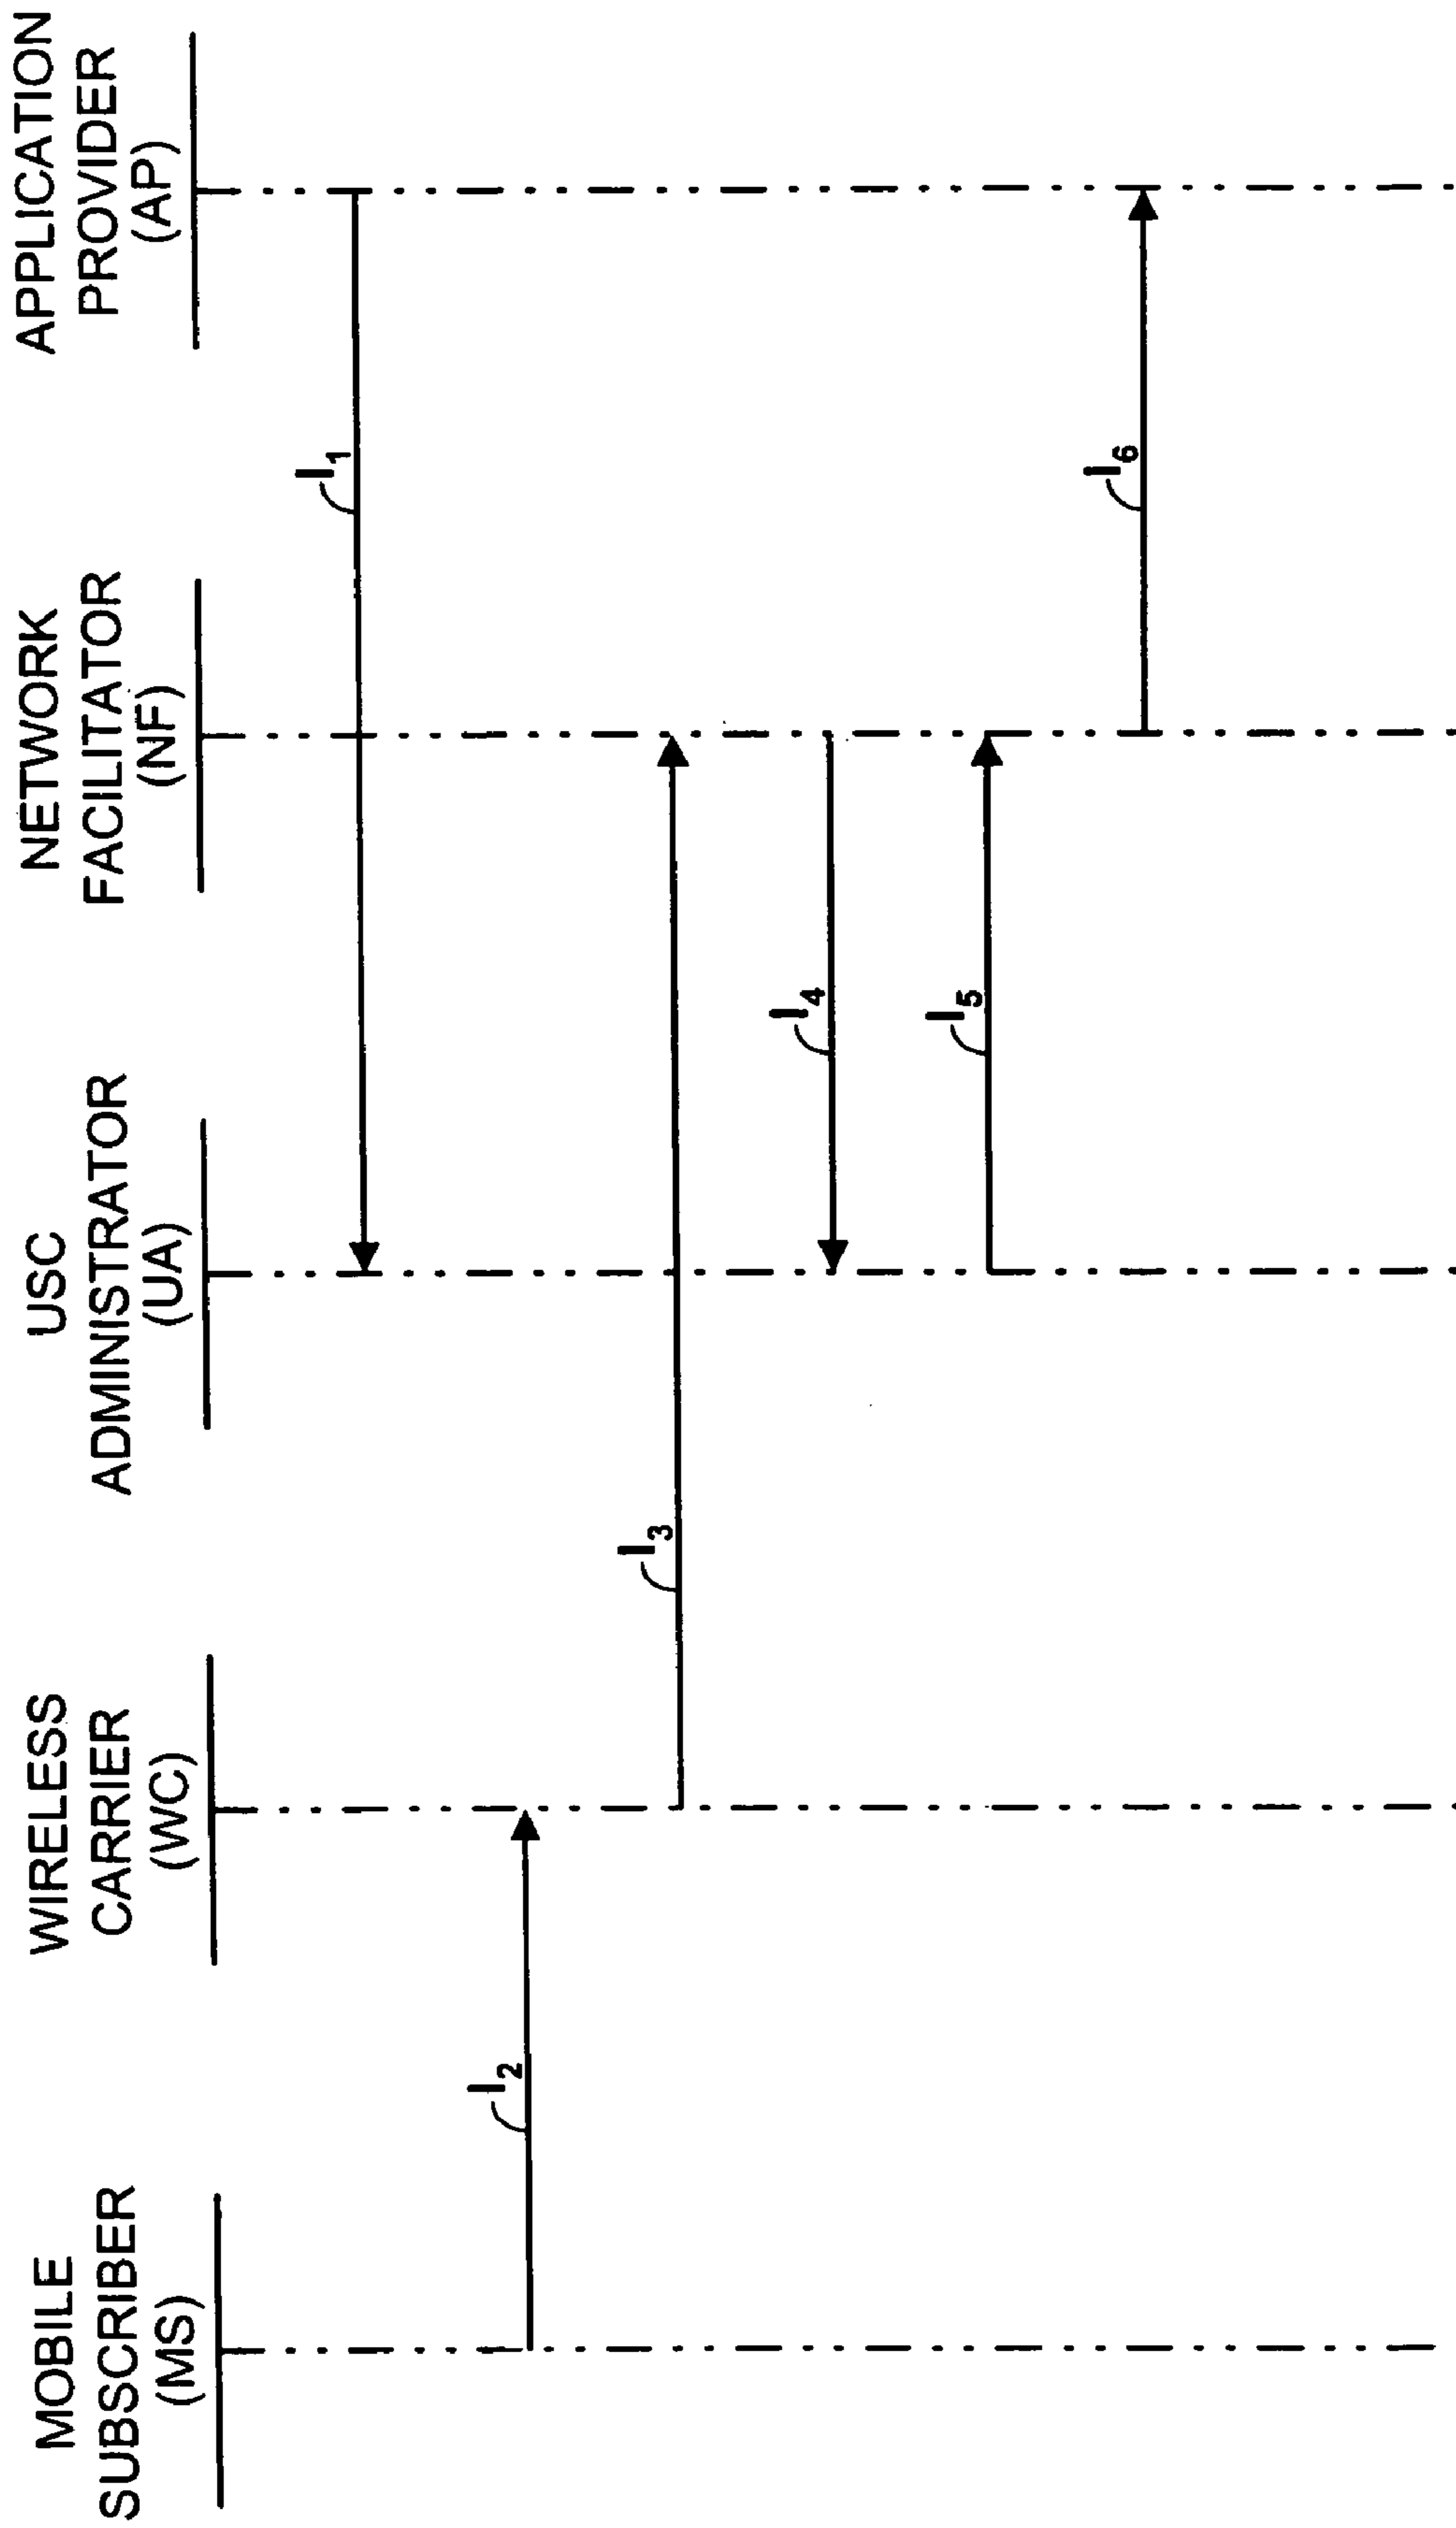 MOBILE
SUBSCRIBER
(MS)
WIRELESS
CARRIER
(WC)
USC
ADMINISTRATOR
(UA)
NETWORK
FACILITATOR
(NF)
APPLICATION
PROVIDER
(AP)
I1
I2
I3
I4
I5
I6